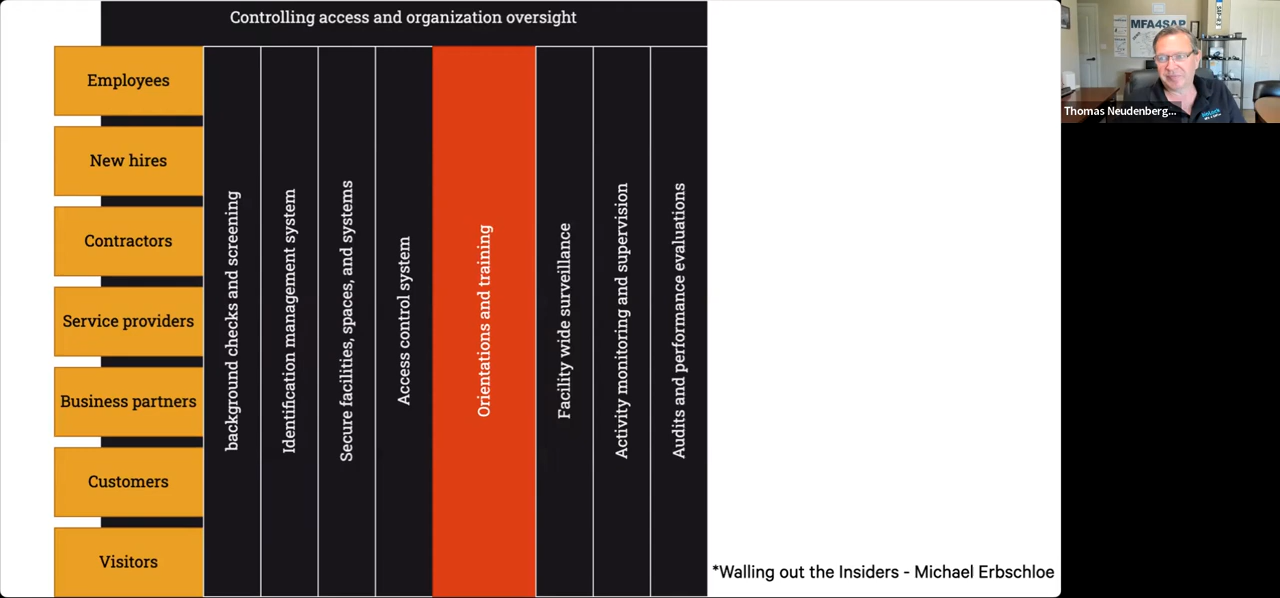 Controlling access and organization oversight
Employees
New hires
Contractors
Service providers
Business partners
Customers
Visitors
background checks and screening
Identification management system
Secure facilities, spaces, and systems
Access control system
Orientations and training
Facility wide surveillance
Activity monitoring and supervision
Audits and performance evaluations
*Walling out the Insiders - Michael Erbschloe
MFA4SAP
Thomas Neudenberg...